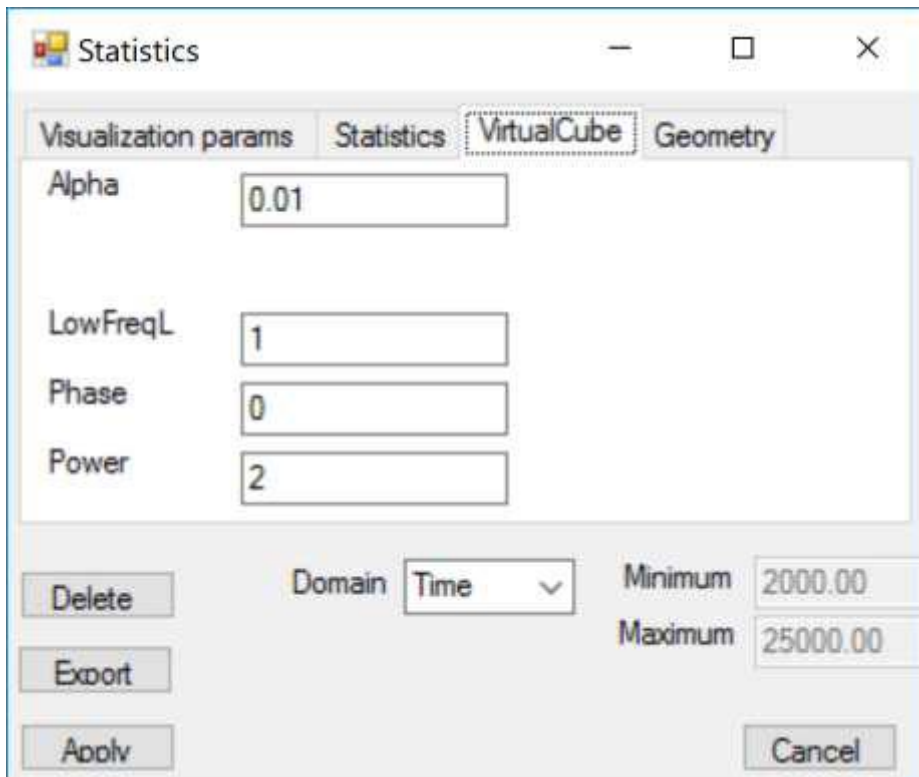 Statistics
Visualization params Statistics VirtualCube Geometry
Alpha 0.01
LowFreqL 1
Phase 0
Power 2
Delete Domain Time Minimum 2000.00
Maximum 25000.00
Export
Apply Cancel